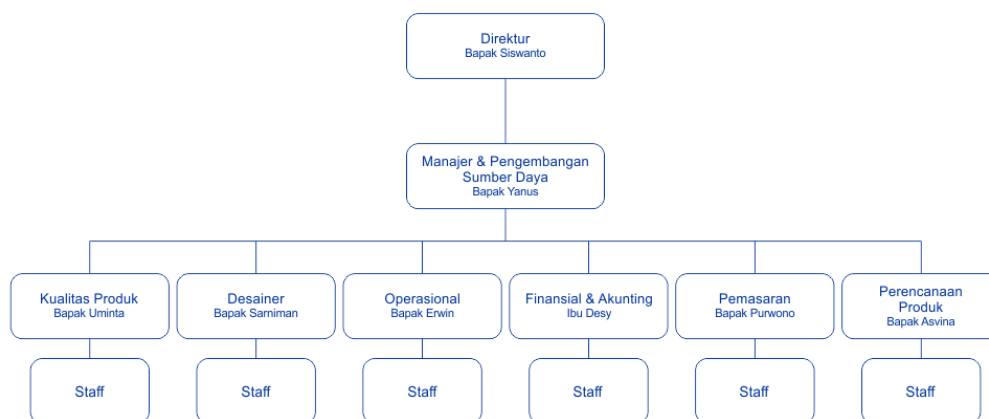 Direktur
Bapak Siswanto
Manajer & Pengembangan
Sumber Daya
Bapak Yanus
Kualitas Produk
Bapak Uminta
Desainer
Bapak Sarniman
Operasional
Bapak Erwin
Finansial & Akunting
Ibu Desy
Pemasaran
Bapak Purwono
Perencanaan
Produk
Bapak Asvina
Staff
Staff
Staff
Staff
Staff
Staff